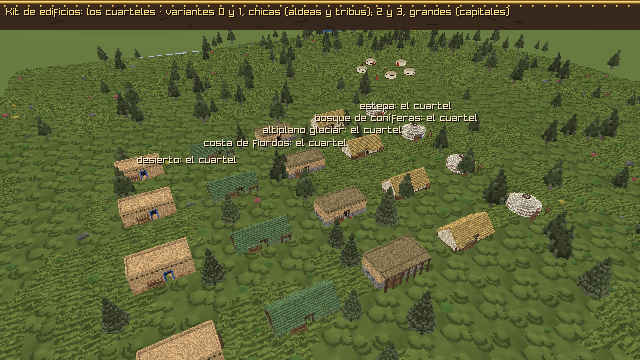 Kit de edificios: los cuarteles · variantes 0 y 1, chicas (aldeas y tribus); 2 y 3, grandes (capitales)
estepa: el cuartel
bosque de coníferas: el cuartel
altiplano glaciar: el cuartel
costa de fiordos: el cuartel
desierto: el cuartel